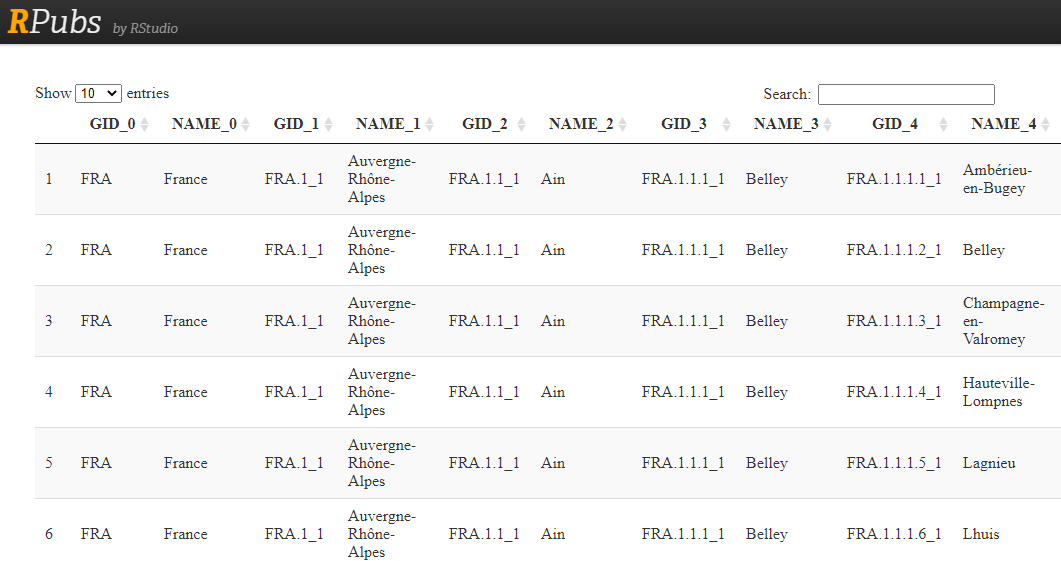 RPubs by RStudio
Show 10 entries Search:
GID_0 NAME_0 GID_1 NAME_1 GID_2 NAME_2 GID_3 NAME_3 GID_4 NAME_4
1 FRA France FRA.1_1 Auvergne-Rhône-Alpes FRA.1.1_1 Ain FRA.1.1.1_1 Belley FRA.1.1.1.1_1 Ambérieu-en-Bugey
2 FRA France FRA.1_1 Auvergne-Rhône-Alpes FRA.1.1_1 Ain FRA.1.1.1_1 Belley FRA.1.1.1.2_1 Belley
3 FRA France FRA.1_1 Auvergne-Rhône-Alpes FRA.1.1_1 Ain FRA.1.1.1_1 Belley FRA.1.1.1.3_1 Champagne-en-Valromey
4 FRA France FRA.1_1 Auvergne-Rhône-Alpes FRA.1.1_1 Ain FRA.1.1.1_1 Belley FRA.1.1.1.4_1 Hauteville-Lompnes
5 FRA France FRA.1_1 Auvergne-Rhône-Alpes FRA.1.1_1 Ain FRA.1.1.1_1 Belley FRA.1.1.1.5_1 Lagnieu
6 FRA France FRA.1_1 Auvergne-Rhône-Alpes FRA.1.1_1 Ain FRA.1.1.1_1 Belley FRA.1.1.1.6_1 Lhuis